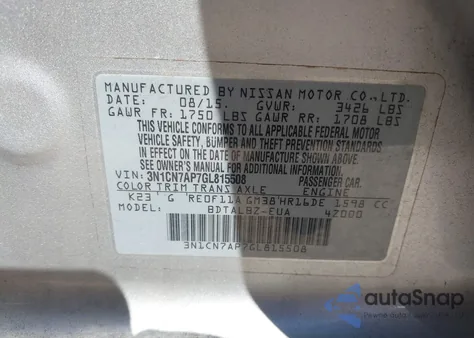 MANUFACTURED BY NISSAN MOTOR CO.,LTD.
DATE: 08/15. GVWR: 3426 LBS
GAWR FR: 1750 LBS GAWR RR: 1708 LBS
THIS VEHICLE CONFORMS TO ALL APPLICABLE FEDERAL MOTOR
VEHICLE SAFETY, BUMPER AND THEFT PREVENTION STANDARDS
IN EFFECT ON THE DATE OF MANUFACTURE SHOWN ABOVE.
SEE OWNER'S MANUAL FOR ADDITIONAL INFORMATION
VIN: 3N1CN7AP7GL815508 PASSENGER CAR.
COLOR TRIM TRANS AXLE ENGINE
K23 G RE0F11A GM38 HR16DE 1598 CC
MODEL: BDTALBZ-EUA 4Z000
3N1CN7AP7GL815508
autoSnap